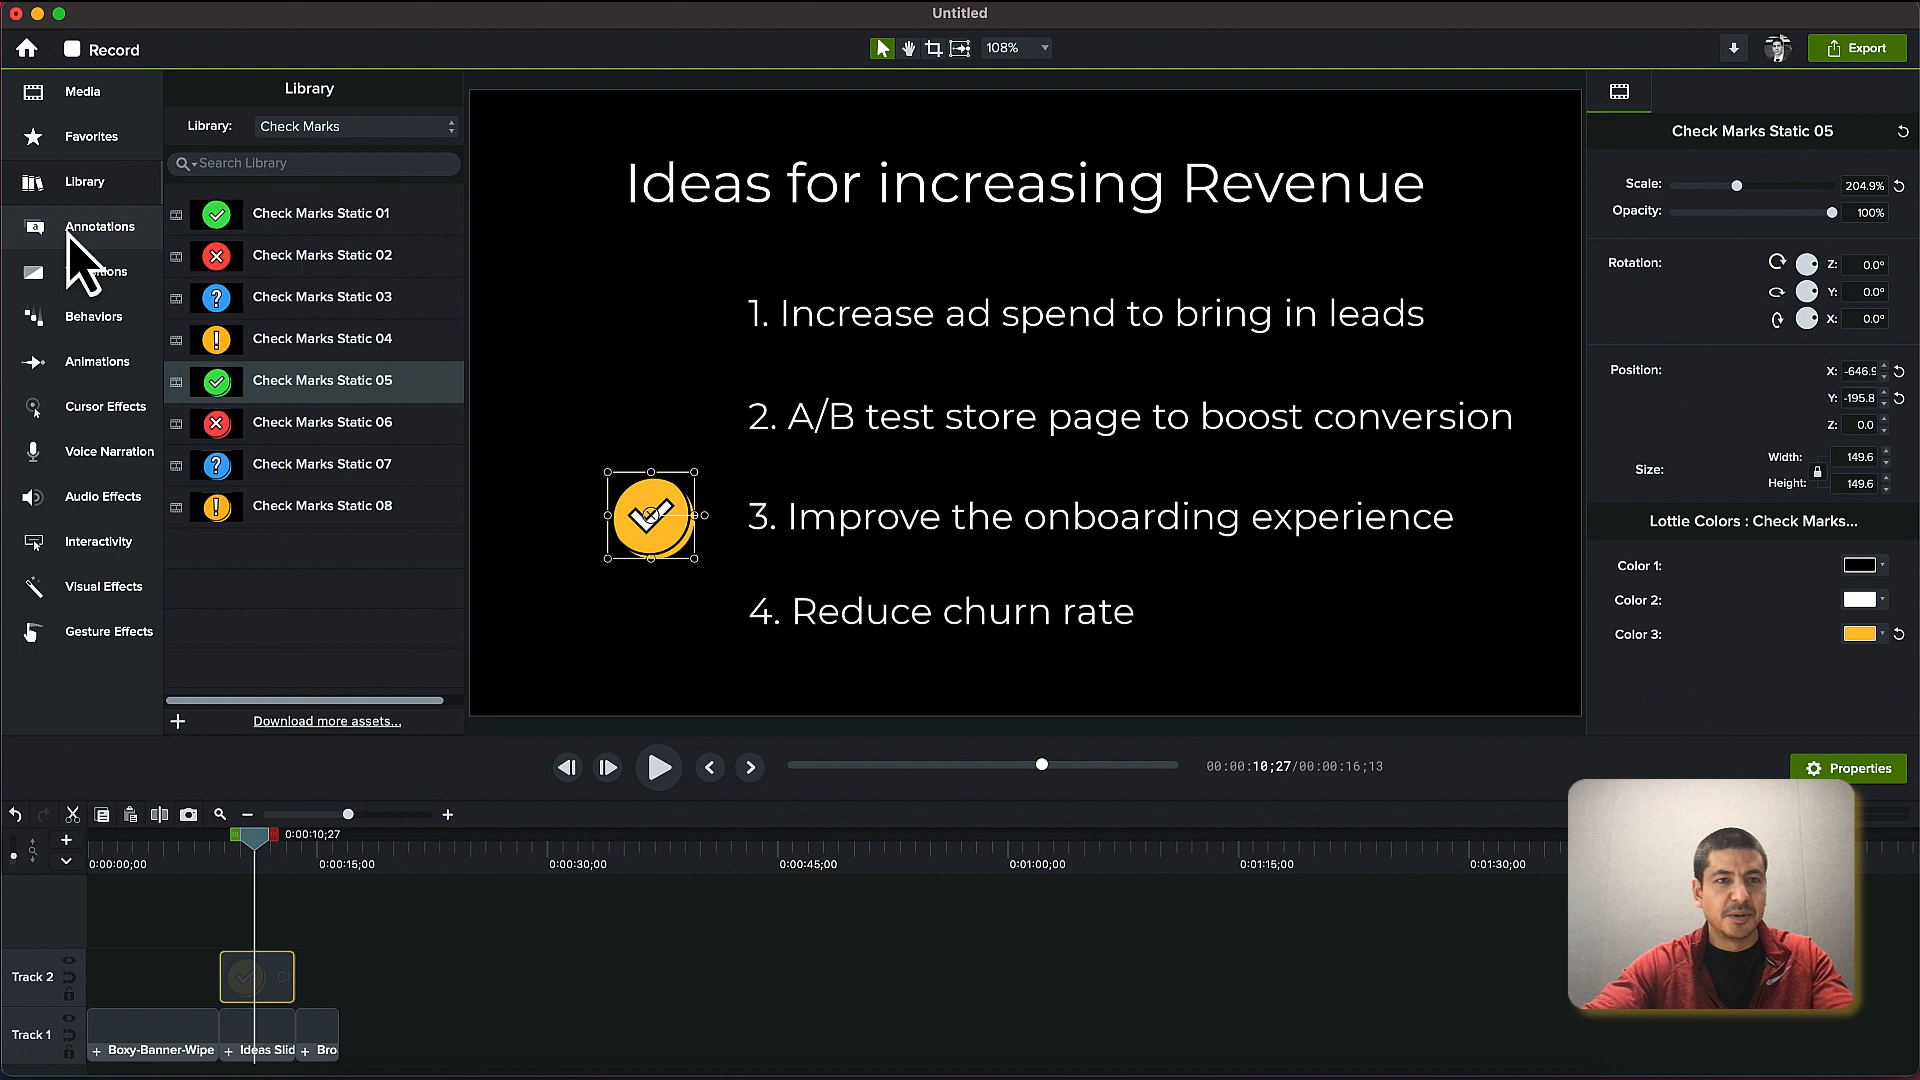 Untitled
Record
108%
Export
Media
Favorites
Library
Annotations
itions
Behaviors
Animations
Cursor Effects
Voice Narration
Audio Effects
Interactivity
Visual Effects
Gesture Effects
Library
Library:
Check Marks
Search Library
Check Marks Static 01
Check Marks Static 02
Check Marks Static 03
Check Marks Static 04
Check Marks Static 05
Check Marks Static 06
Check Marks Static 07
Check Marks Static 08
Download more assets...
Ideas for increasing Revenue
1. Increase ad spend to bring in leads
2. A/B test store page to boost conversion
3. Improve the onboarding experience
4. Reduce churn rate
Check Marks Static 05
Scale: 204.9%
Opacity: 100%
Rotation: Z: 0.0°
Y: 0.0°
X: 0.0°
Position: X: -646.9
Y: -195.8
Z: 0.0
Size: Width: 149.6
Height: 149.6
Lottie Colors : Check Marks...
Color 1:
Color 2:
Color 3:
00:00:10;27/00:00:16;13
Properties
0:00:10;27
0:00:00;00 0:00:15;00 0:00:30;00 0:00:45;00 0:01:00;00 0:01:15;00 0:01:30;00
Track 2
Track 1
+ Boxy-Banner-Wipe + Ideas Slid + Bro